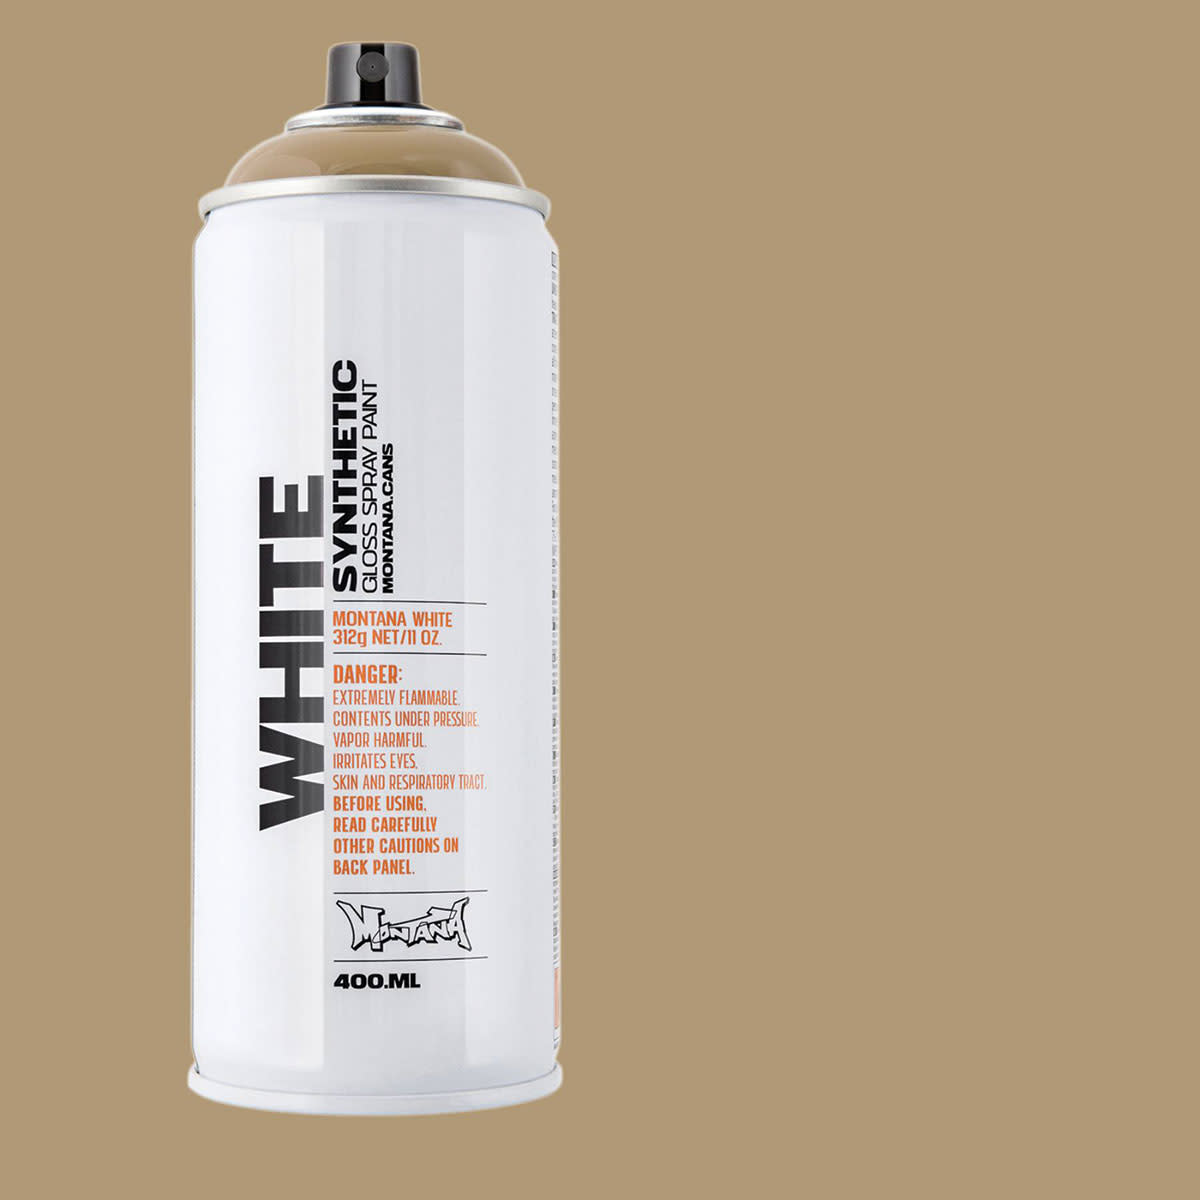 WHITE
SYNTHETIC
GLOSS SPRAY PAINT
MONTANA.CANS
MONTANA WHITE
312g NET/11 OZ.
DANGER:
EXTREMELY FLAMMABLE.
CONTENTS UNDER PRESSURE.
VAPOR HARMFUL.
IRRITATES EYES,
SKIN AND RESPIRATORY TRACT.
BEFORE USING,
READ CAREFULLY
OTHER CAUTIONS ON
BACK PANEL.
MONTANA
400.ML